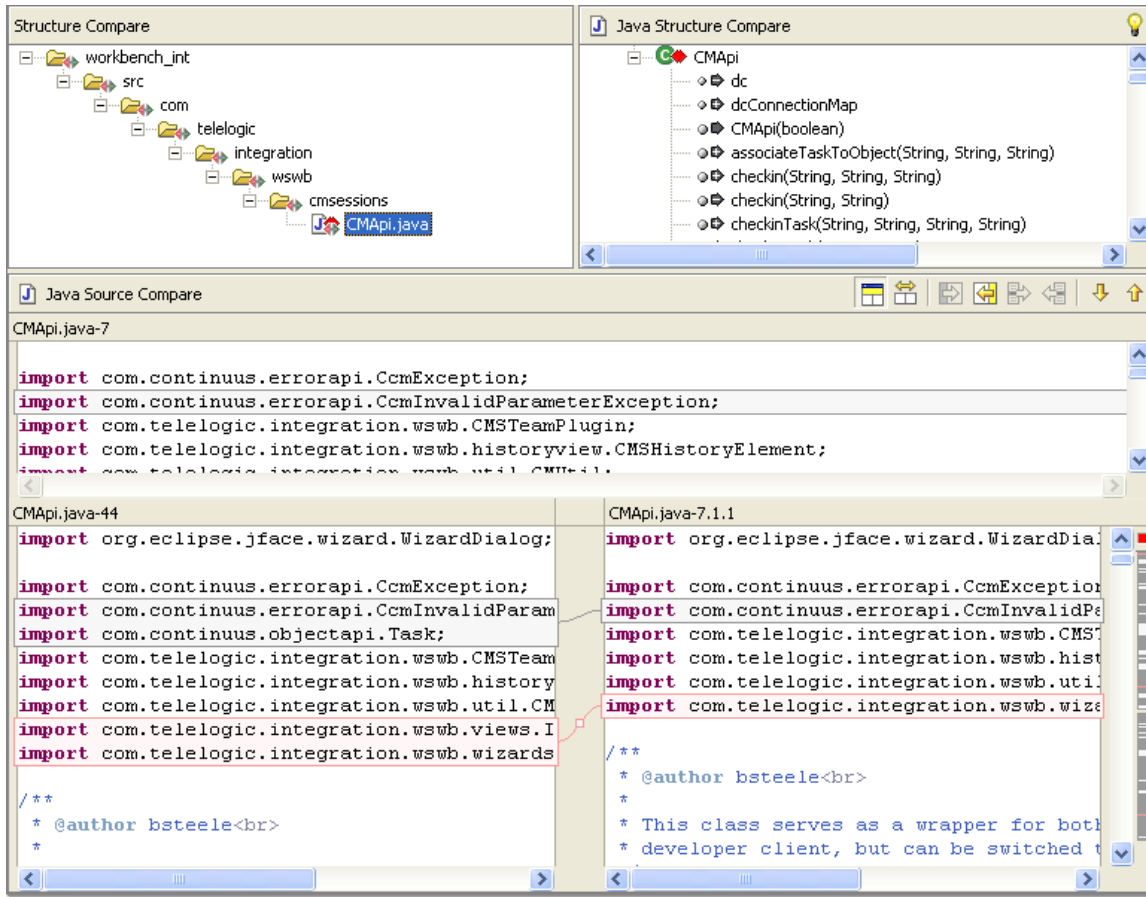 Structure Compare
workbench_int
src
com
telelogic
integration
wswb
cmsessions
CMApi.java
Java Structure Compare
CMApi
dc
dcConnectionMap
CMApi(boolean)
associateTaskToObject(String, String, String)
checkin(String, String, String)
checkin(String, String)
checkinTask(String, String, String, String)
Java Source Compare
CMApi.java-7
import com.continuus.errorapi.CcmException;
import com.continuus.errorapi.CcmInvalidParameterException;
import com.telelogic.integration.wswb.CMSTeamPlugin;
import com.telelogic.integration.wswb.historyview.CMSHistoryElement;
import com.telelogic.integration.wswb.util.CMUtil;
CMApi.java-44
import org.eclipse.jface.wizard.WizardDialog;
import com.continuus.errorapi.CcmException;
import com.continuus.errorapi.CcmInvalidParam
import com.continuus.objectapi.Task;
import com.telelogic.integration.wswb.CMSTeam
import com.telelogic.integration.wswb.history
import com.telelogic.integration.wswb.util.CM
import com.telelogic.integration.wswb.views.I
import com.telelogic.integration.wswb.wizards
/**
* @author bsteele<br>
*
CMApi.java-7.1.1
import org.eclipse.jface.wizard.WizardDial
import com.continuus.errorapi.CcmException
import com.continuus.errorapi.CcmInvalidPa
import com.telelogic.integration.wswb.CMST
import com.telelogic.integration.wswb.hist
import com.telelogic.integration.wswb.util
import com.telelogic.integration.wswb.wiza
/**
* @author bsteele<br>
*
* This class serves as a wrapper for both
* developer client, but can be switched t